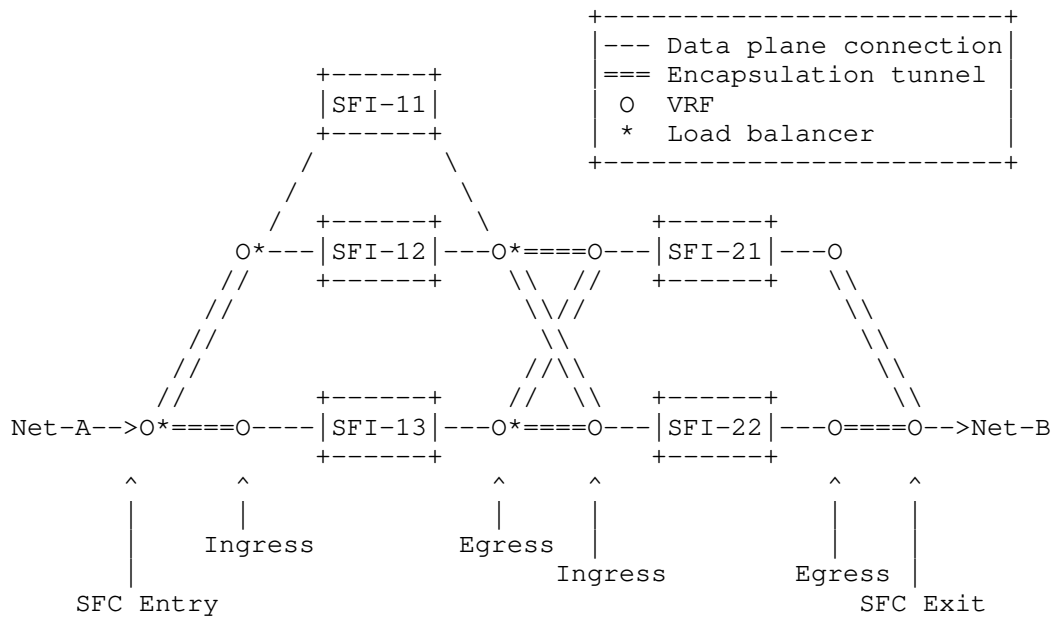 --- Data plane connection
=== Encapsulation tunnel
O VRF
* Load balancer
SFI-11
O*---|SFI-12|---O*====O---|SFI-21|---O
Net-A-->O*====O----|SFI-13|---O*====O---|SFI-22|---O====O-->Net-B
Ingress Egress
Ingress Egress
SFC Entry SFC Exit